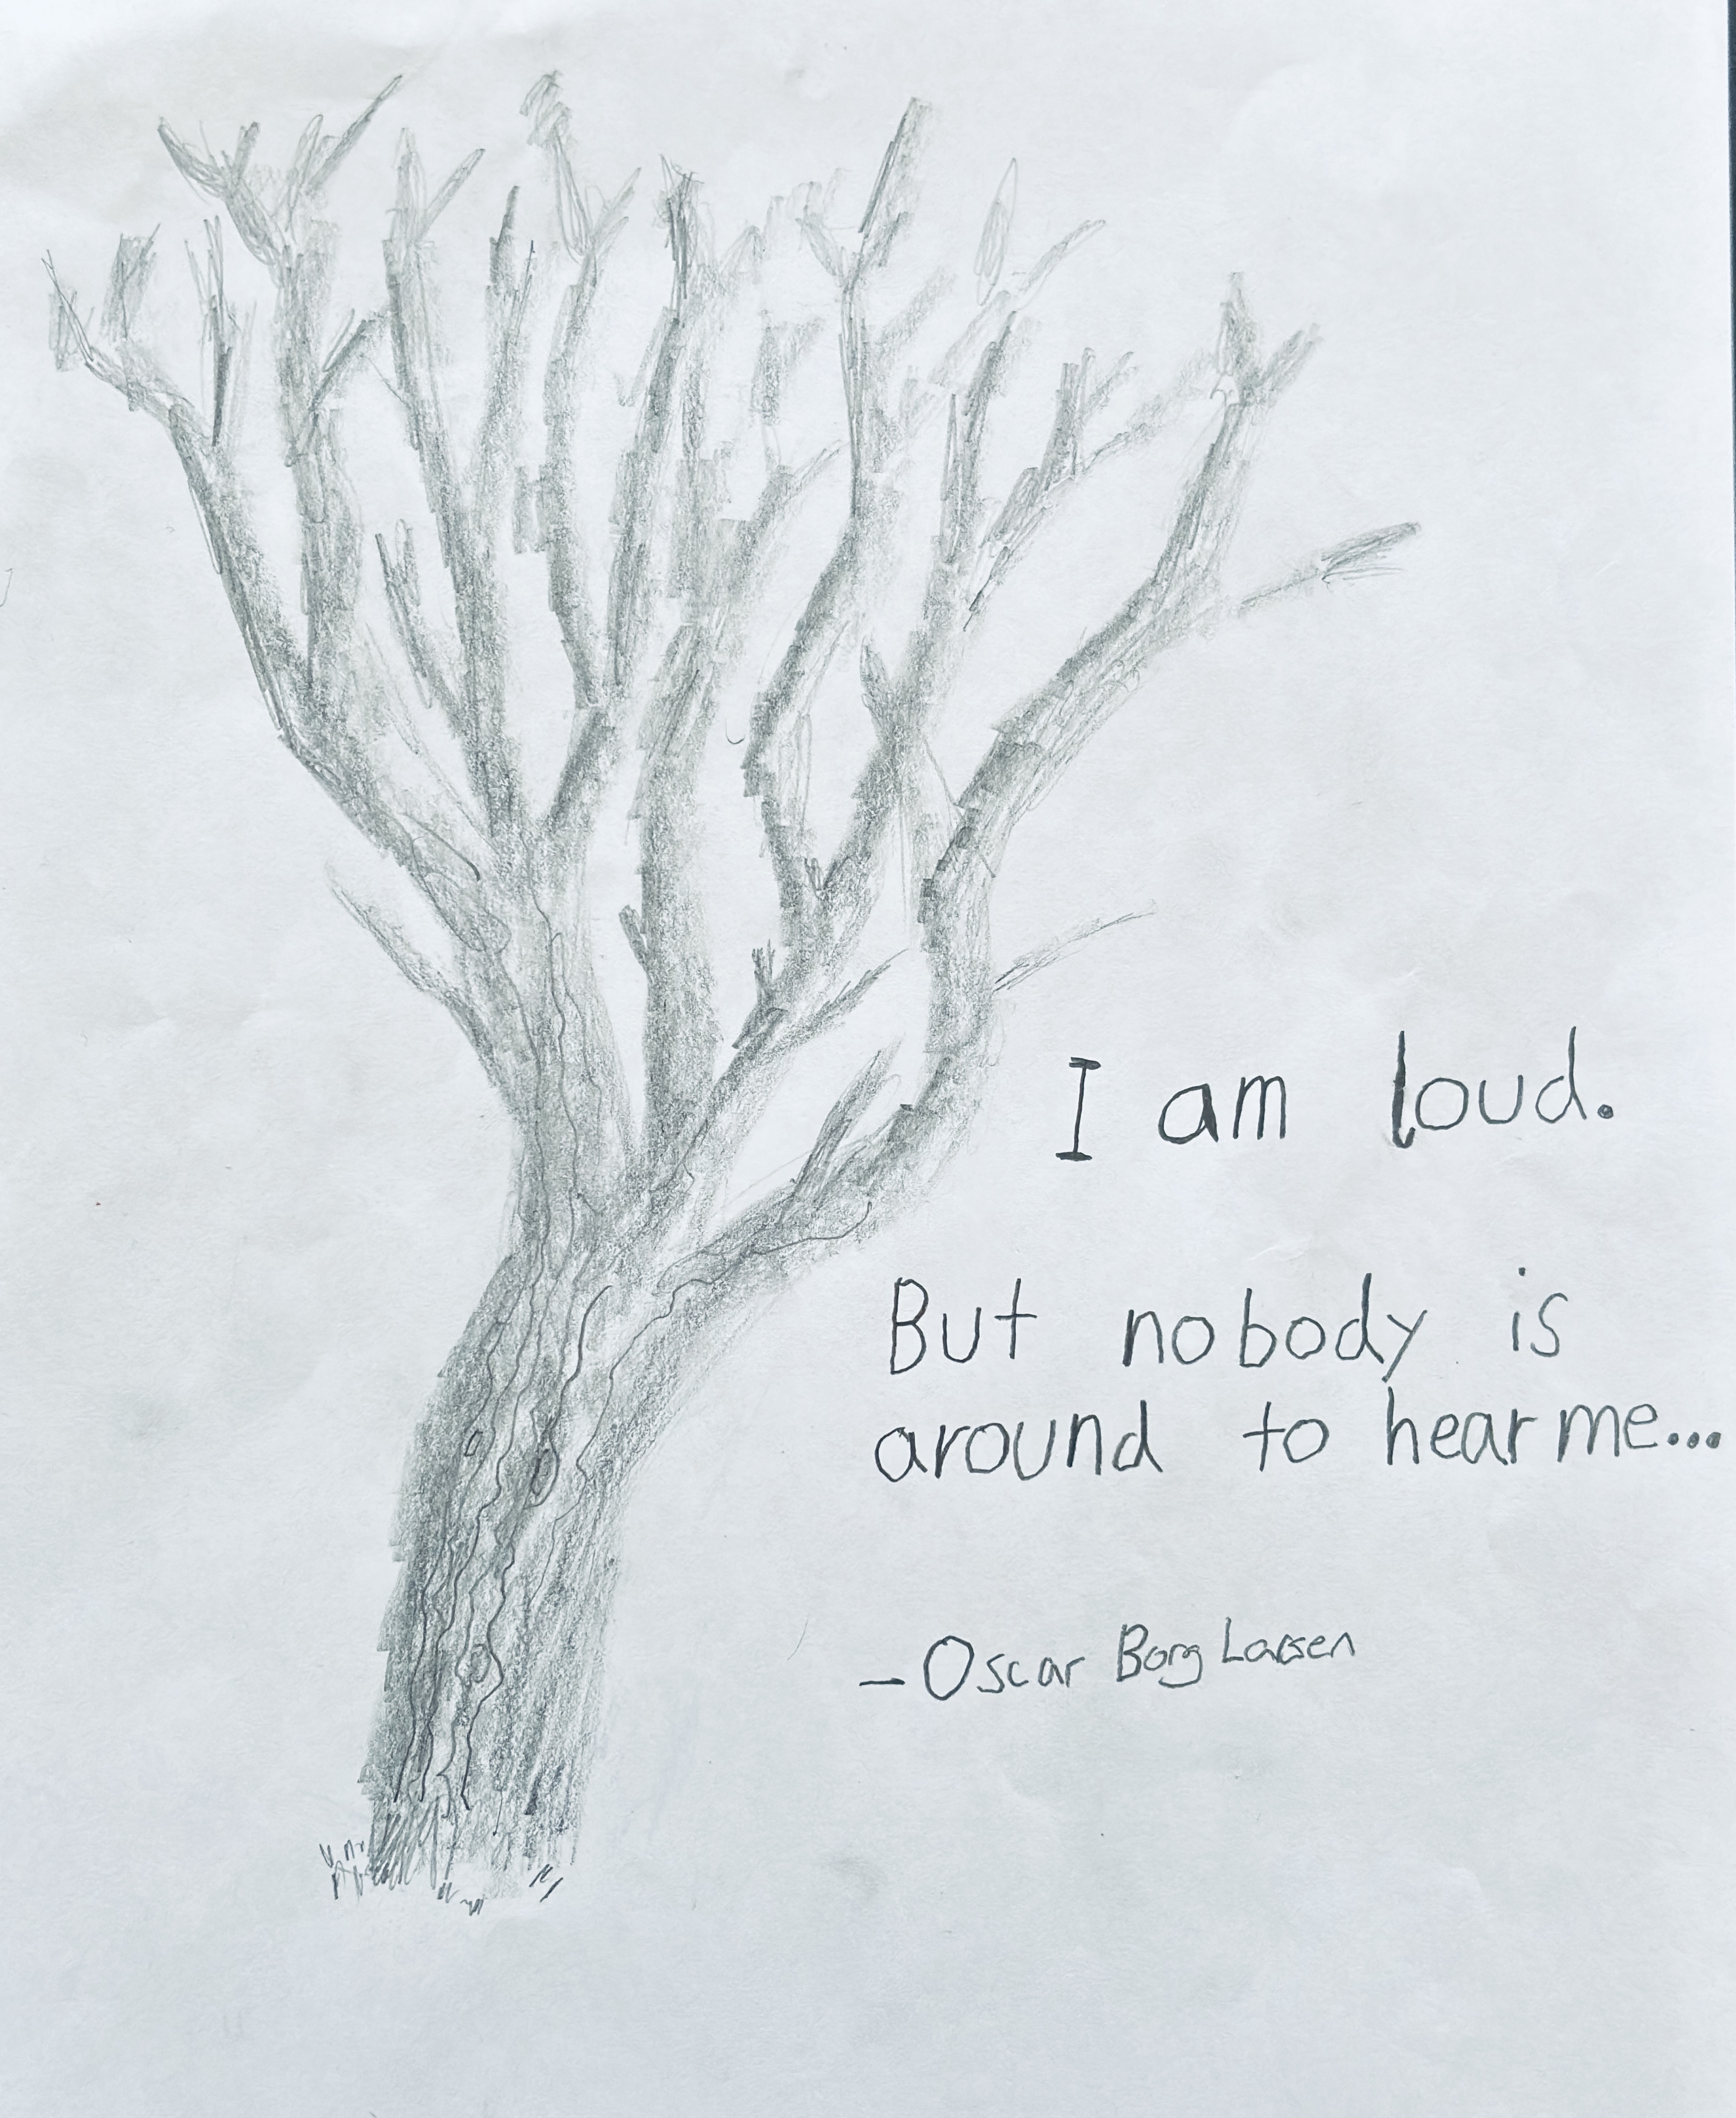 I am loud.
But nobody is
around to hear me...
– Oscar Borg Larsen